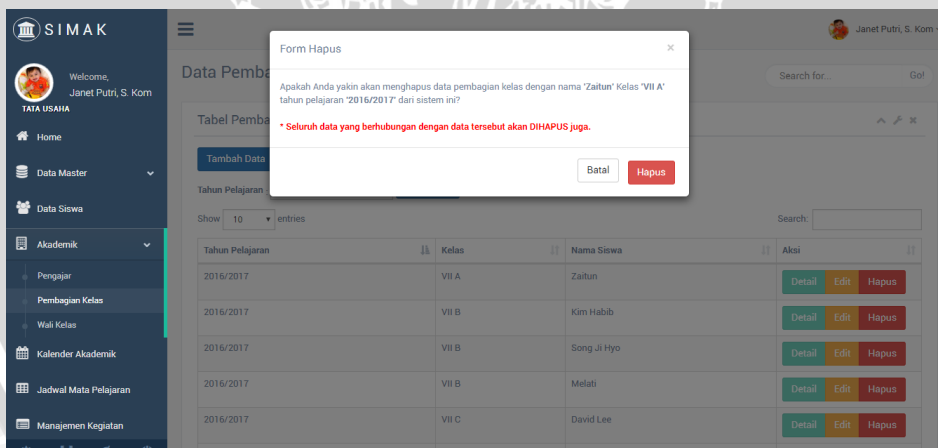 SIMAK
Janet Putri, S. Kom
Welcome,
Janet Putri, S. Kom
TATA USAHA
Home
Data Master
Data Siswa
Akademik
Pengajar
Pembagian Kelas
Wali Kelas
Kalender Akademik
Jadwal Mata Pelajaran
Manajemen Kegiatan
Form Hapus
×
Apakah Anda yakin akan menghapus data pembagian kelas dengan nama 'Zaitun' Kelas 'VII A'
tahun pelajaran '2016/2017' dari sistem ini?
* Seluruh data yang berhubungan dengan data tersebut akan DIHAPUS juga.
Batal Hapus
Data Pemba
Search for... Go!
Tabel Pemba
Tambah Data
Tahun Pelajaran
Show 10 entries Search:
Tahun Pelajaran Kelas Nama Siswa Aksi
2016/2017 VII A Zaitun Detail Edit Hapus
2016/2017 VII B Kim Habib Detail Edit Hapus
2016/2017 VII B Song Ji Hyo Detail Edit Hapus
2016/2017 VII B Melati Detail Edit Hapus
2016/2017 VII C David Lee Detail Edit Hapus